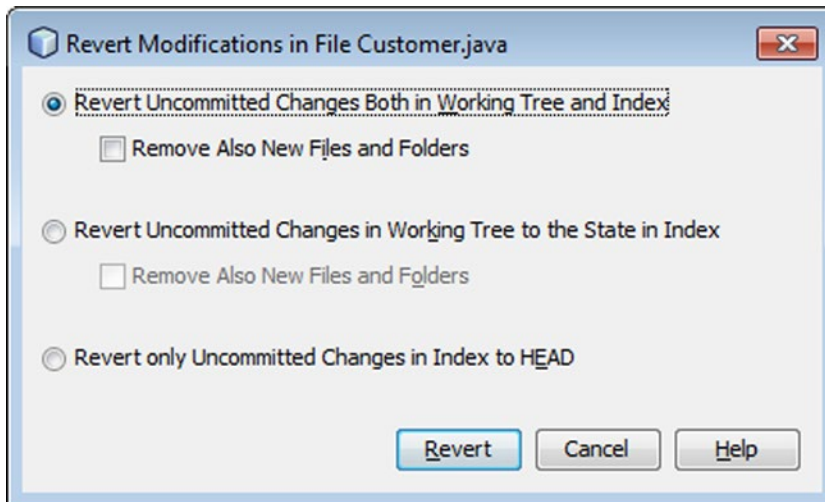 Revert Modifications in File Customer.java
Revert Uncommitted Changes Both in Working Tree and Index
Remove Also New Files and Folders
Revert Uncommitted Changes in Working Tree to the State in Index
Remove Also New Files and Folders
Revert only Uncommitted Changes in Index to HEAD
Revert Cancel Help